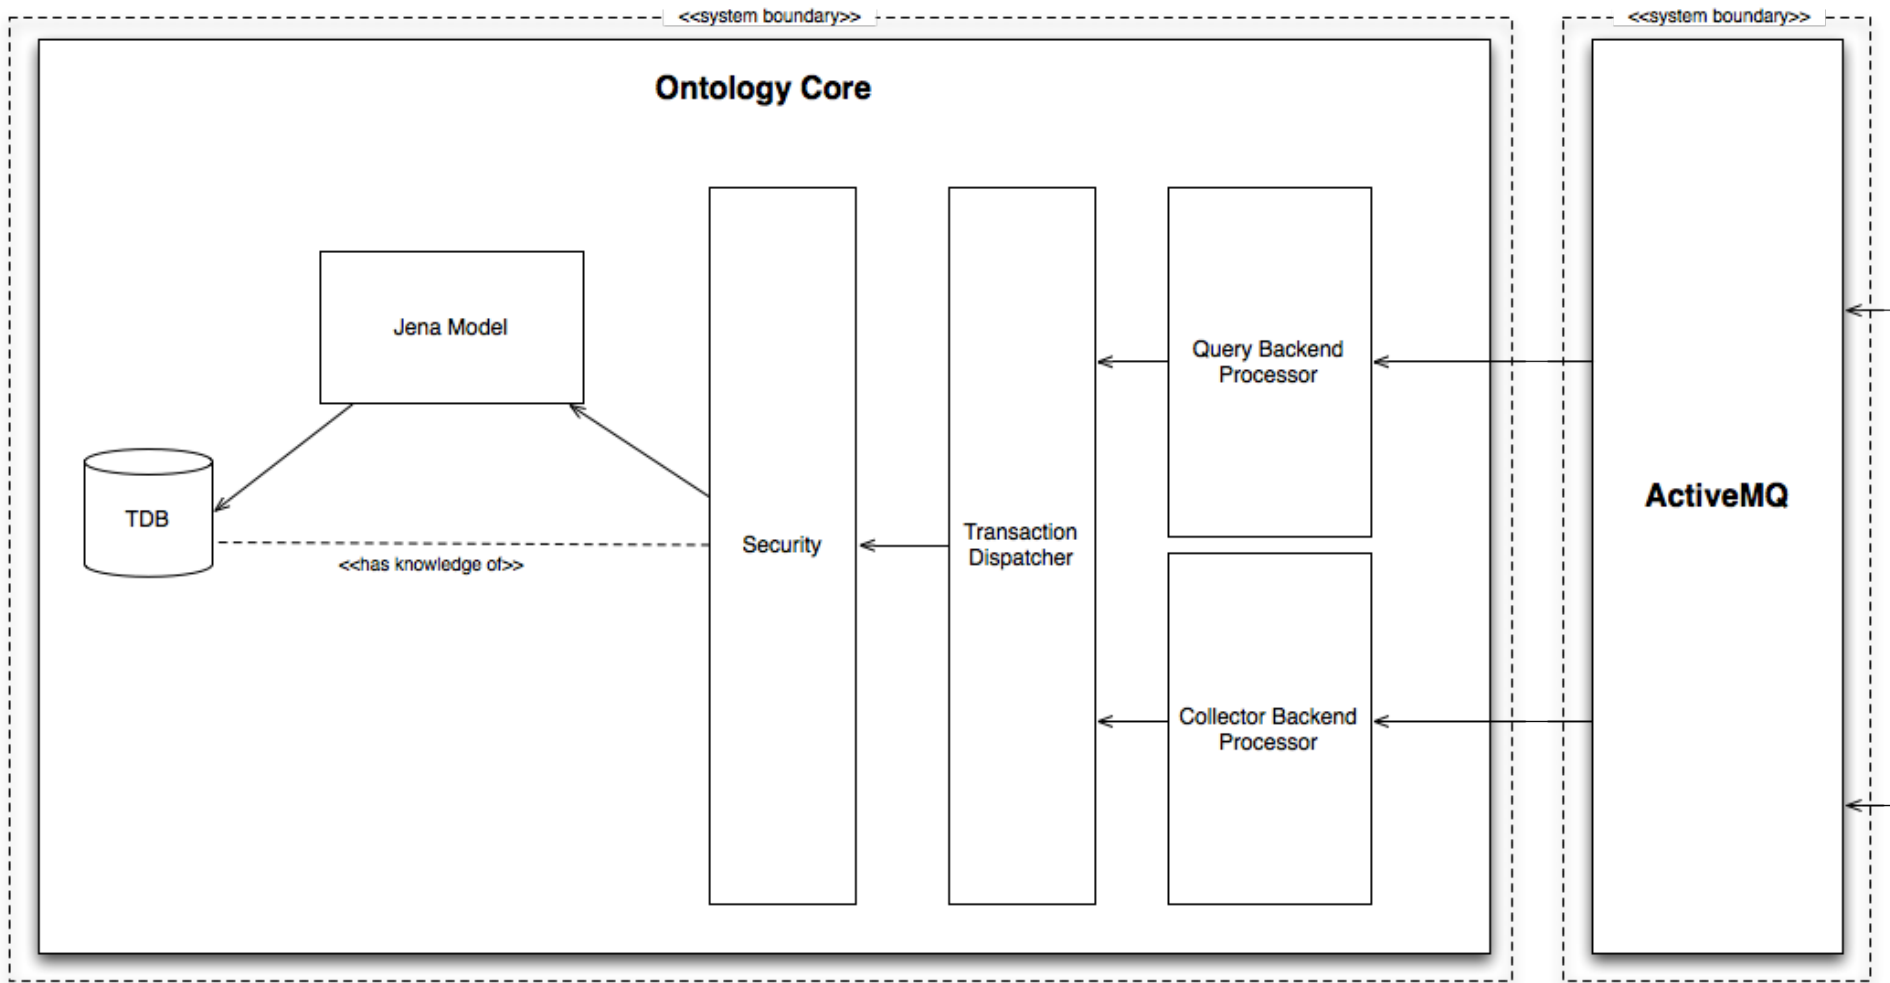 <<system boundary>>
<<system boundary>>
Ontology Core
Jena Model
Query Backend
Processor
ActiveMQ
TDB
<<has knowledge of>>
Security
Transaction
Dispatcher
Collector Backend
Processor